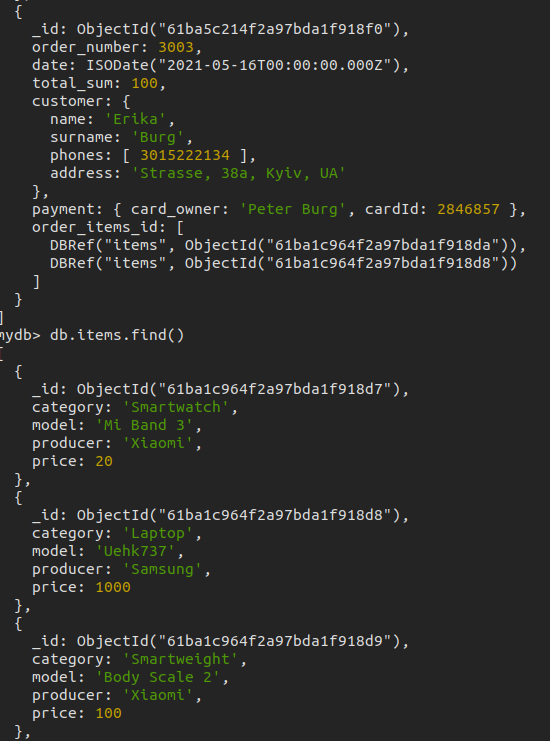 },
{
_id: ObjectId("61ba5c214f2a97bda1f918f0"),
order_number: 3003,
date: ISODate("2021-05-16T00:00:00.000Z"),
total_sum: 100,
customer: {
name: 'Erika',
surname: 'Burg',
phones: [ 3015222134 ],
address: 'Strasse, 38a, Kyiv, UA'
},
payment: { card_owner: 'Peter Burg', cardId: 2846857 },
order_items_id: [
DBRef("items", ObjectId("61ba1c964f2a97bda1f918da")),
DBRef("items", ObjectId("61ba1c964f2a97bda1f918d8"))
]
}
]
mydb> db.items.find()
[
{
_id: ObjectId("61ba1c964f2a97bda1f918d7"),
category: 'Smartwatch',
model: 'Mi Band 3',
producer: 'Xiaomi',
price: 20
},
{
_id: ObjectId("61ba1c964f2a97bda1f918d8"),
category: 'Laptop',
model: 'Uehk737',
producer: 'Samsung',
price: 1000
},
{
_id: ObjectId("61ba1c964f2a97bda1f918d9"),
category: 'Smartweight',
model: 'Body Scale 2',
producer: 'Xiaomi',
price: 100
},